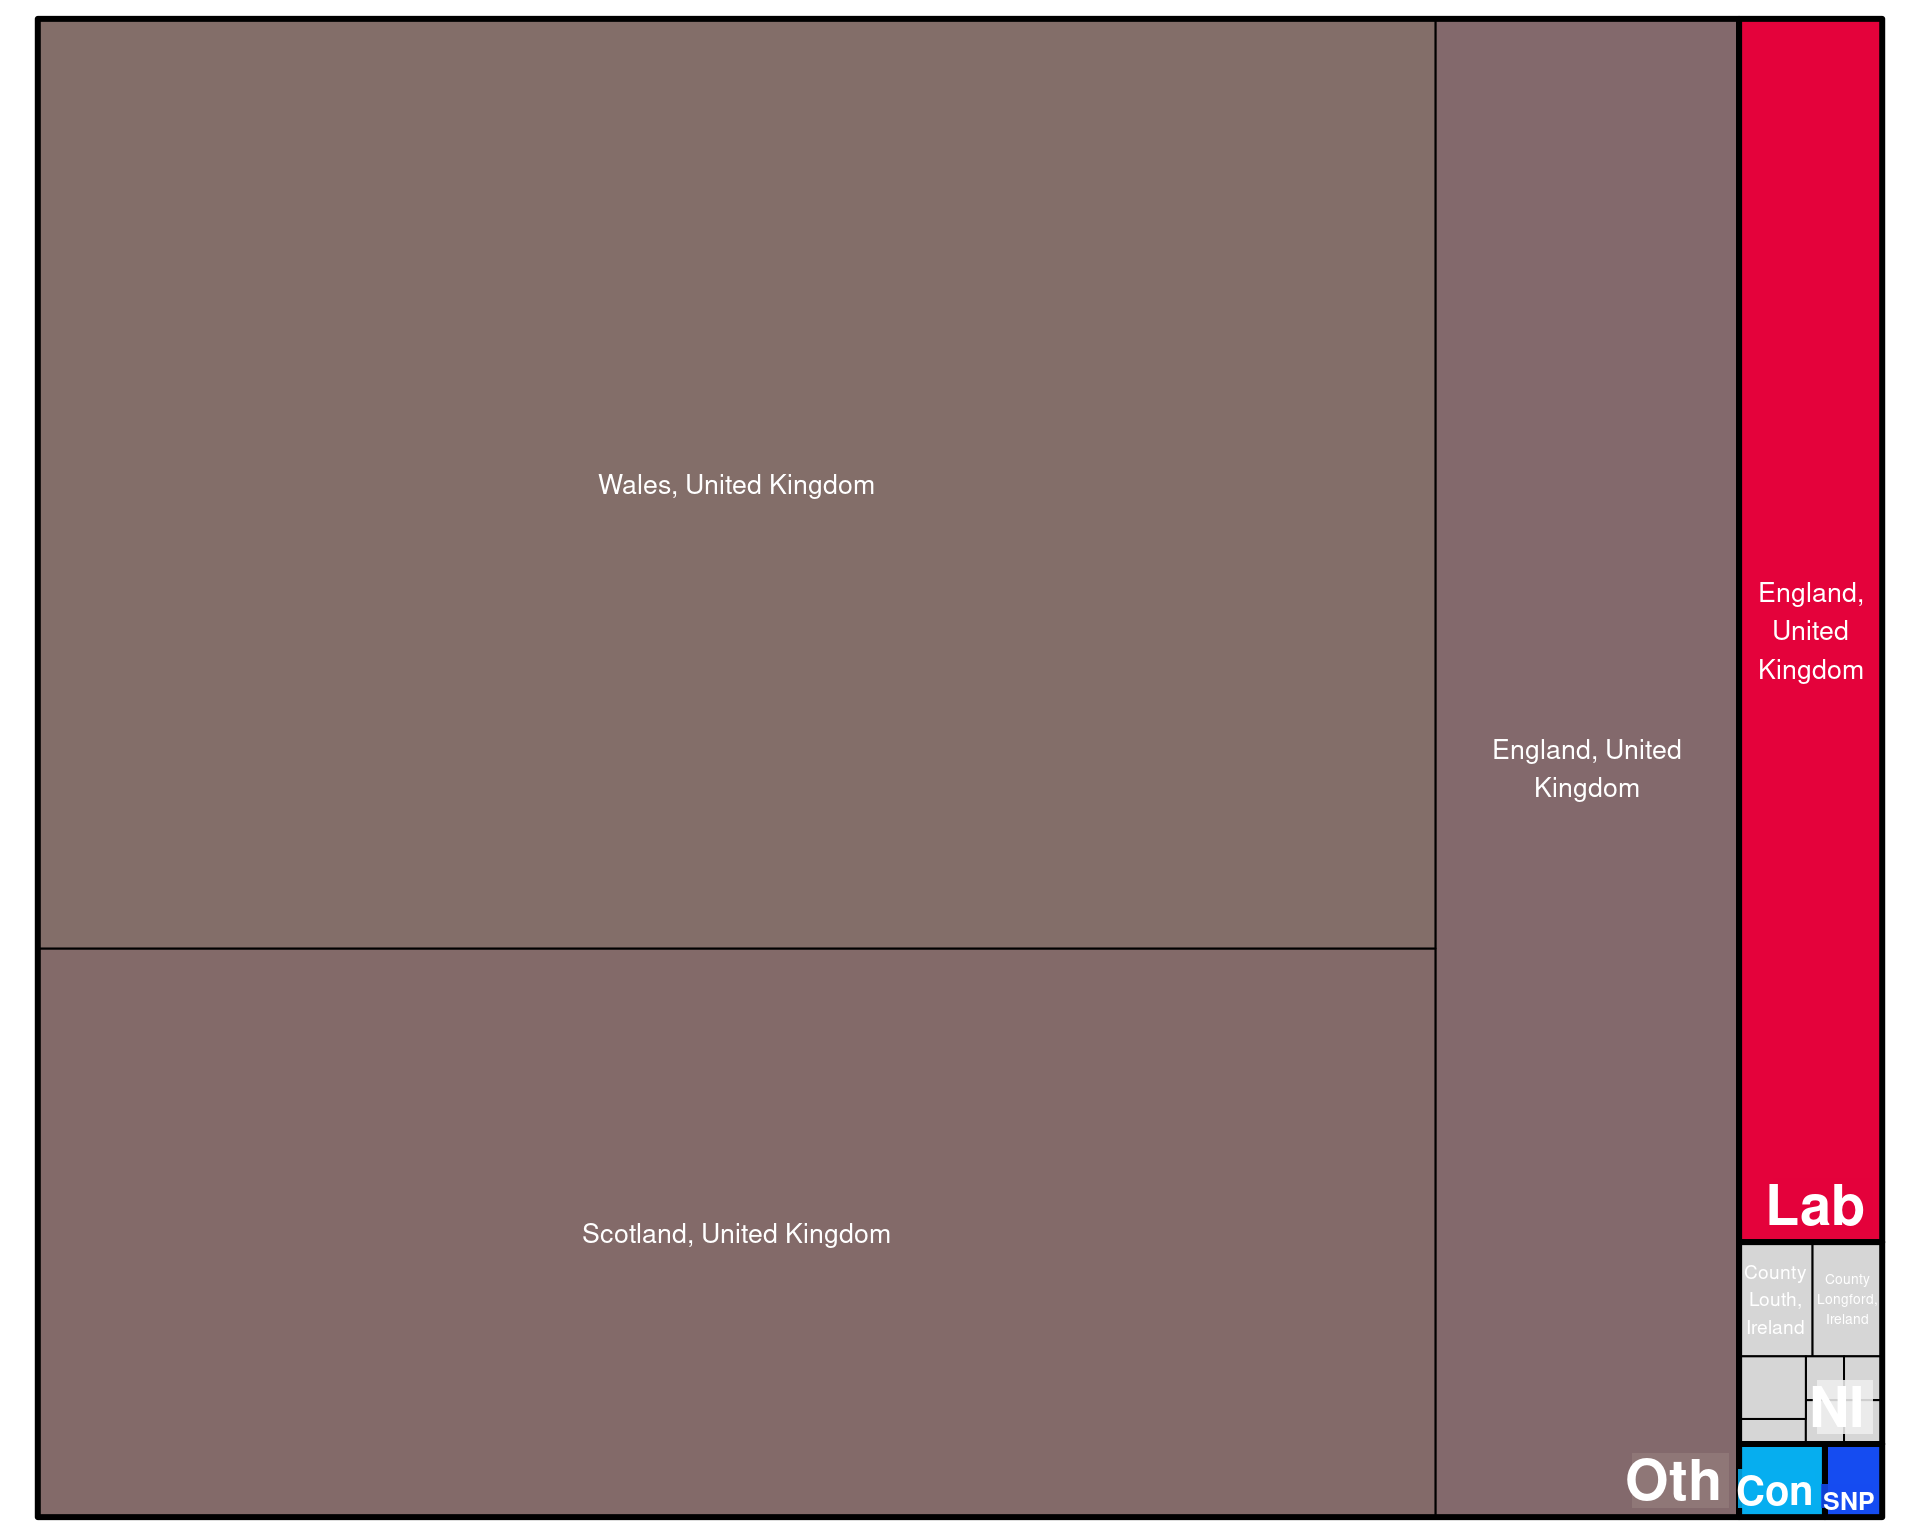 Wales, United Kingdom
Scotland, United Kingdom
England, United
Kingdom
Oth
England,
United
Kingdom
Lab
County
Louth,
Ireland
County
Longford,
Ireland
NI
Con
SNP